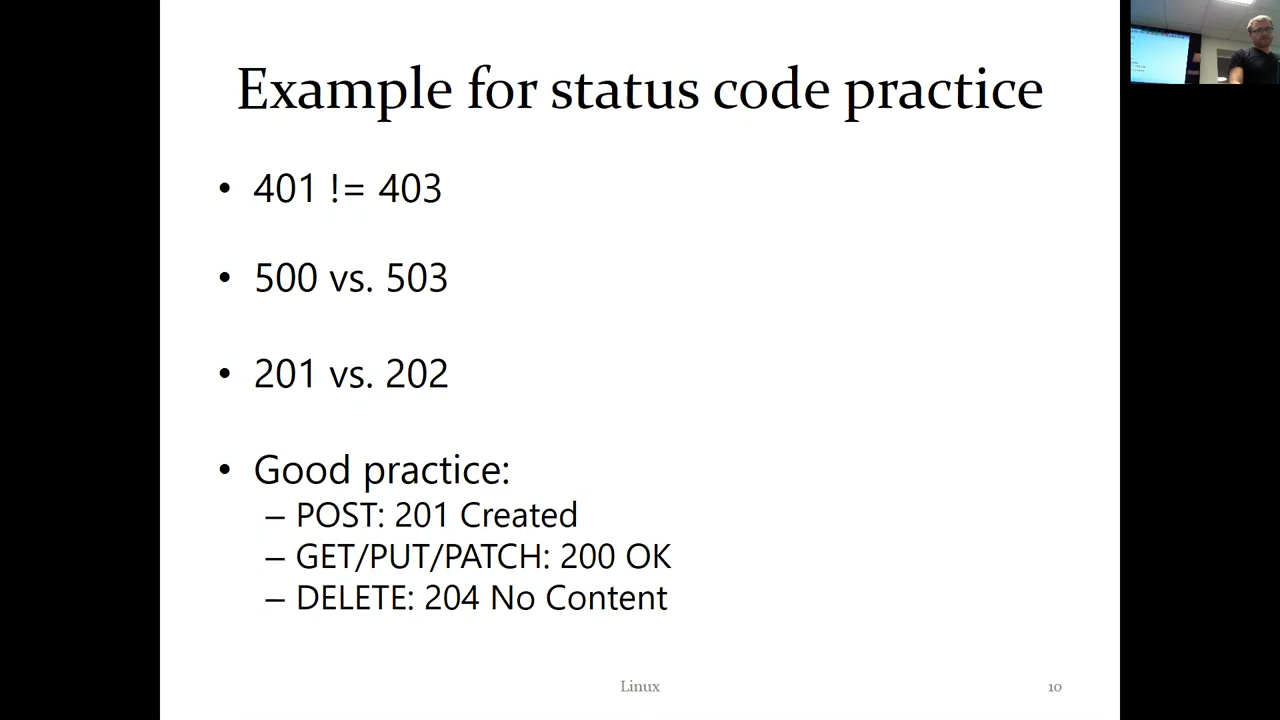 Example for status code practice
• 401 != 403
• 500 vs. 503
• 201 vs. 202
• Good practice:
– POST: 201 Created
– GET/PUT/PATCH: 200 OK
– DELETE: 204 No Content
Linux
10